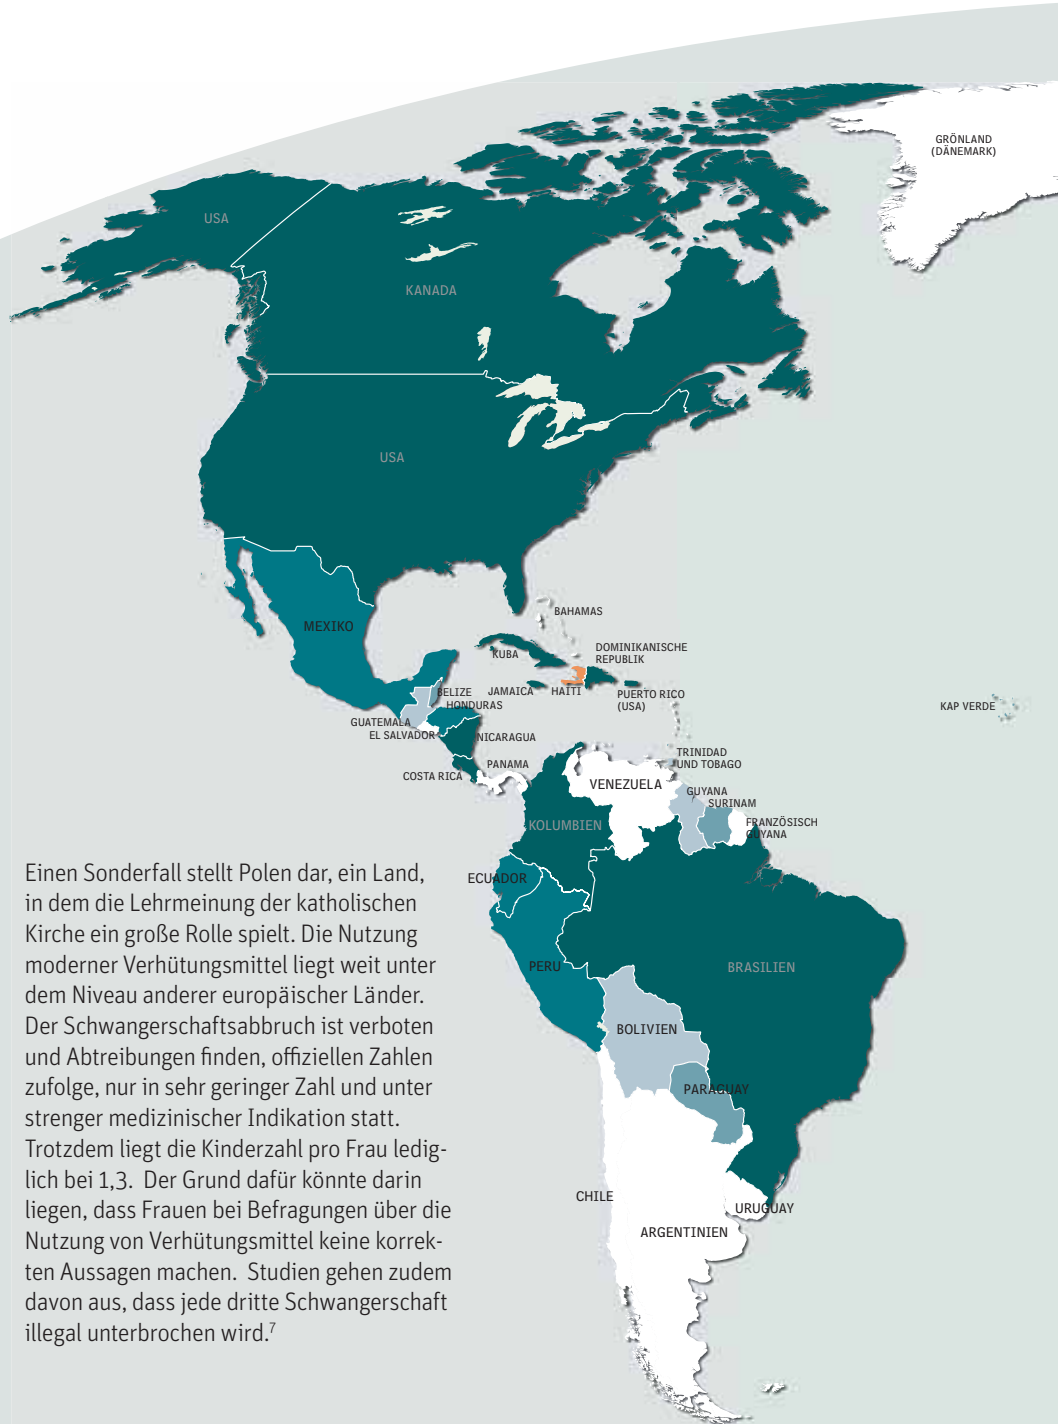 GRÖNLAND
(DÄNEMARK)
USA
KANADA
USA
MEXIKO
BAHAMAS
KUBA
DOMINIKANISCHE
REPUBLIK
JAMAICA
HAITI
PUERTO RICO
(USA)
BELIZE
HONDURAS
KAP VERDE
GUATEMALA
EL SALVADOR
NICARAGUA
COSTA RICA
PANAMA
TRINIDAD
UND TOBAGO
VENEZUELA
GUYANA
SURINAM
FRANZÖSISCH
GUYANA
KOLUMBIEN
ECUADOR
PERU
BRASILIEN
BOLIVIEN
PARAGUAY
CHILE
URUGUAY
ARGENTINIEN
Einen Sonderfall stellt Polen dar, ein Land,
in dem die Lehrmeinung der katholischen
Kirche ein große Rolle spielt. Die Nutzung
moderner Verhütungsmittel liegt weit unter
dem Niveau anderer europäischer Länder.
Der Schwangerschaftsabbruch ist verboten
und Abtreibungen finden, offiziellen Zahlen
zufolge, nur in sehr geringer Zahl und unter
strenger medizinischer Indikation statt.
Trotzdem liegt die Kinderzahl pro Frau ledig-
lich bei 1,3. Der Grund dafür könnte darin
liegen, dass Frauen bei Befragungen über die
Nutzung von Verhütungsmittel keine korrek-
ten Aussagen machen. Studien gehen zudem
davon aus, dass jede dritte Schwangerschaft
illegal unterbrochen wird.⁷